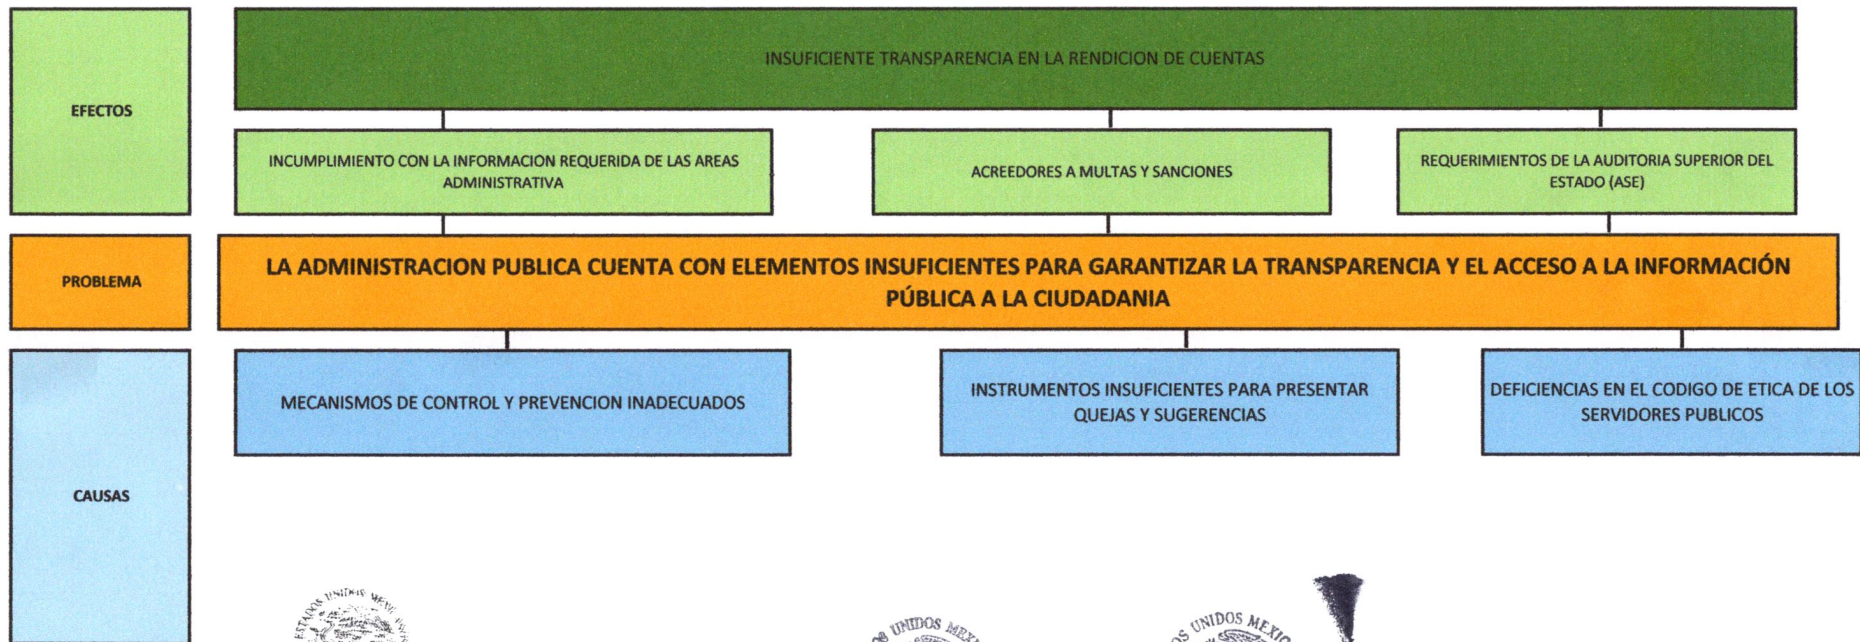 EFECTOS
INSUFICIENTE TRANSPARENCIA EN LA RENDICION DE CUENTAS
INCUMPLIMIENTO CON LA INFORMACION REQUERIDA DE LAS AREAS
ADMINISTRATIVA
ACREEDORES A MULTAS Y SANCIONES
REQUERIMIENTOS DE LA AUDITORIA SUPERIOR DEL
ESTADO (ASE)
PROBLEMA
LA ADMINISTRACION PUBLICA CUENTA CON ELEMENTOS INSUFICIENTES PARA GARANTIZAR LA TRANSPARENCIA Y EL ACCESO A LA INFORMACIÓN
PÚBLICA A LA CIUDADANIA
CAUSAS
MECANISMOS DE CONTROL Y PREVENCION INADECUADOS
INSTRUMENTOS INSUFICIENTES PARA PRESENTAR
QUEJAS Y SUGERENCIAS
DEFICIENCIAS EN EL CODIGO DE ETICA DE LOS
SERVIDORES PUBLICOS
UNIDOS
UNIDOS
UNIDOS